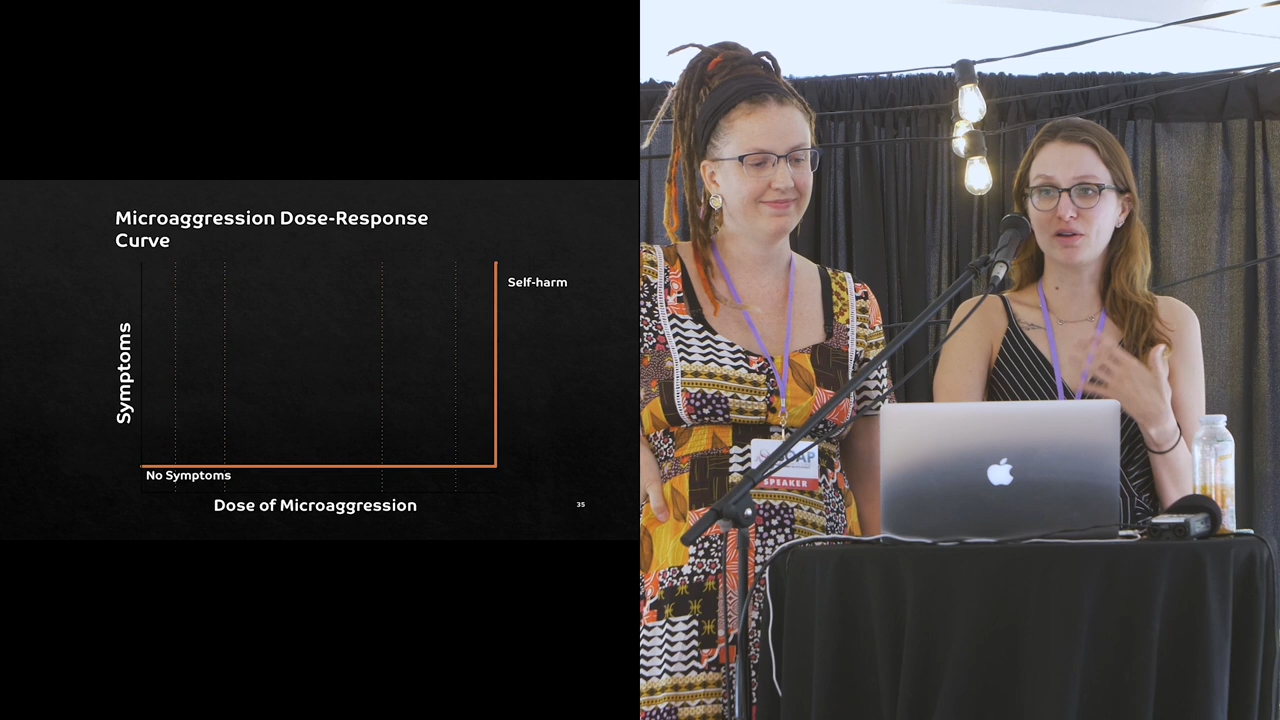 Microaggression Dose-Response
Curve
Self-harm
Symptoms
No Symptoms
Dose of Microaggression
35
SPEAKER